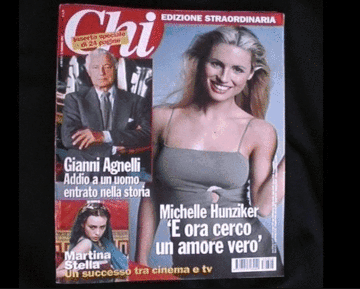 EDIZIONE STRAORDINARIA
Chi
Inserto speciale
di 24 pagine
Gianni Agnelli
Addio a un uomo
entrato nella storia
Michelle Hunziker
'E ora cerco
un amore vero'
Martina
Stella
Un successo tra cinema e tv